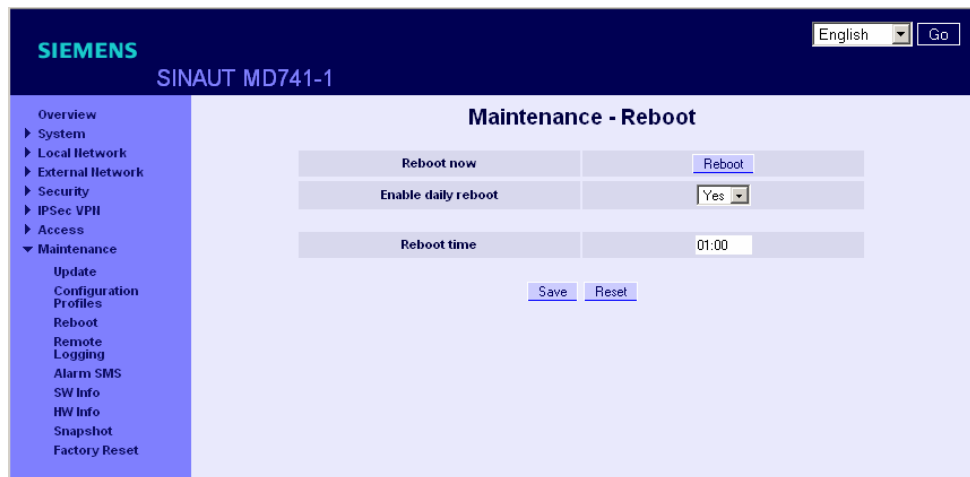 English Go
SIEMENS
SINAUT MD741-1
Overview
System
Local Network
External Network
Security
IPSec VPN
Access
Maintenance
Update
Configuration
Profiles
Reboot
Remote
Logging
Alarm SMS
SW Info
HW Info
Snapshot
Factory Reset
Maintenance - Reboot
Reboot now Reboot
Enable daily reboot Yes
Reboot time 01:00
Save Reset